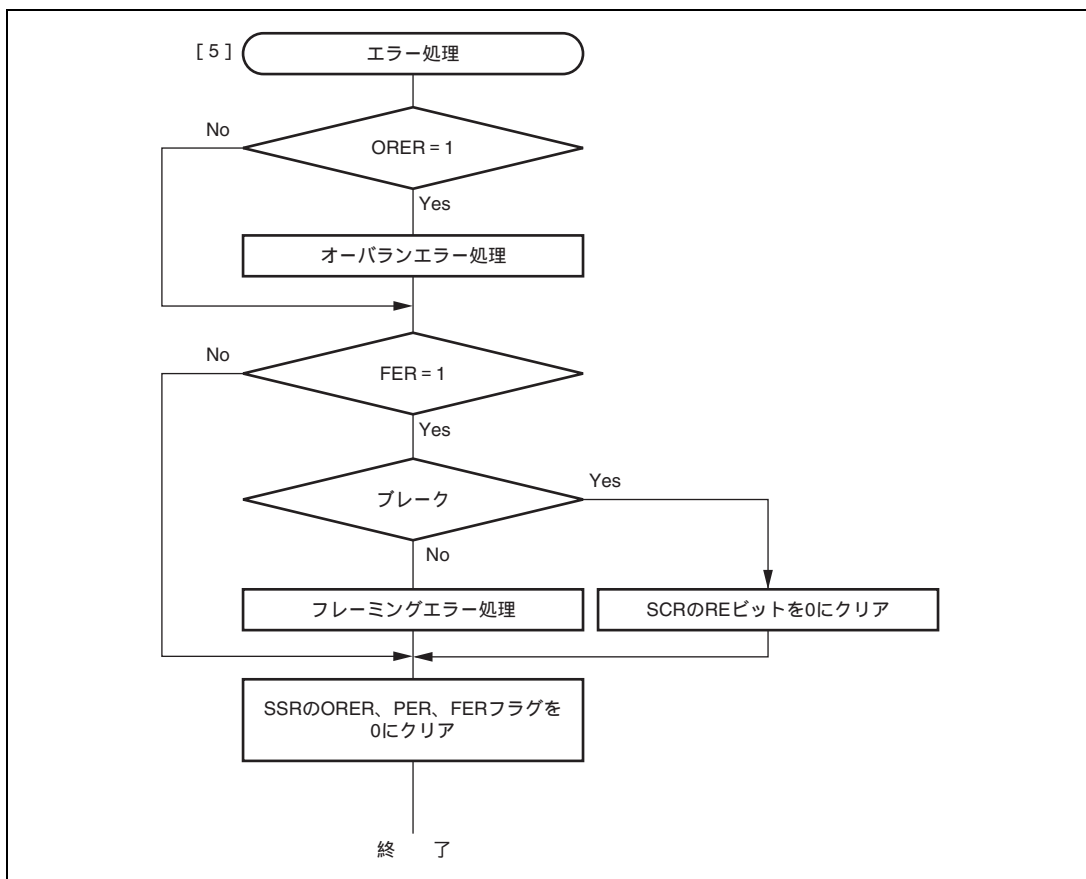 [ 5 ]
エラー処理
No
ORER = 1
Yes
オーバランエラー処理
No
FER = 1
Yes
ブレーク
Yes
No
フレーミングエラー処理
SCRのREビットを0にクリア
SSRのORER、PER、FERフラグを
0にクリア
終 了